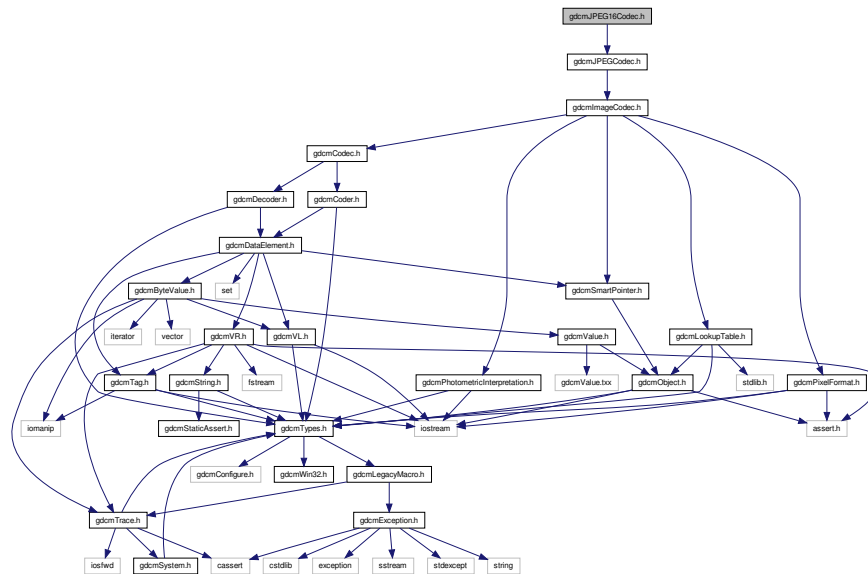 gdcmJPEG16Codec.h
gdcmJPEGCodec.h
gdcmImageCodec.h
gdcmCodec.h
gdcmDecoder.h
gdcmCoder.h
gdcmDataElement.h
gdcmByteValue.h
set
gdcmSmartPointer.h
iterator
vector
gdcmVR.h
gdcmVL.h
gdcmValue.h
gdcmLookupTable.h
gdcmTag.h
gdcmString.h
fstream
gdcmPhotometricInterpretation.h
gdcmValue.txx
gdcmObject.h
stdlib.h
gdcmPixelFormat.h
iomanip
gdcmStaticAssert.h
gdcmTypes.h
iostream
assert.h
gdcmConfigure.h
gdcmWin32.h
gdcmLegacyMacro.h
gdcmTrace.h
gdcmException.h
iosfwd
gdcmSystem.h
cassert
cstdlib
exception
sstream
stdexcept
string